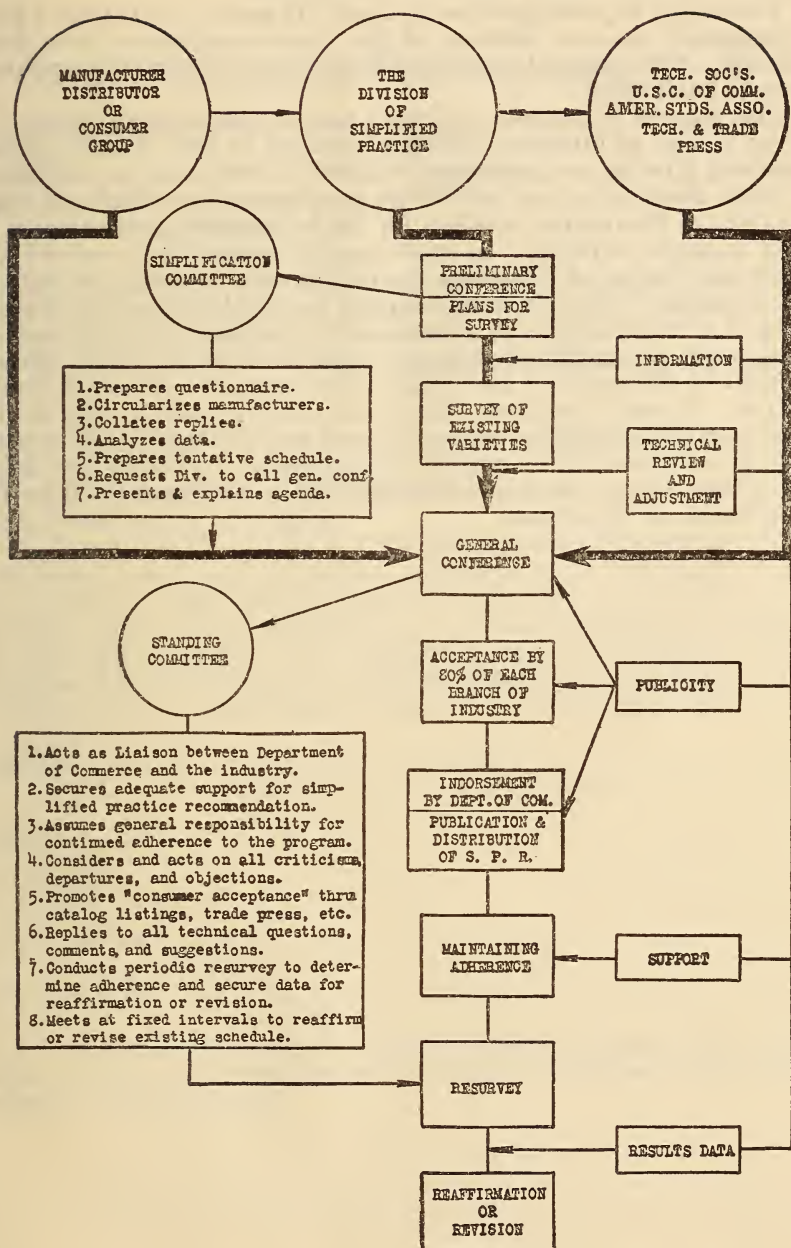 MANUFACTURER
DISTRIBUTOR
OR
CONSUMER
GROUP
THE
DIVISION
OF
SIMPLIFIED
PRACTICE
TECH. SOC'S.
U.S.C. OF COMM.
AMER. STDS. ASSO.
TECH. & TRADE
PRESS
SIMPLIFICATION
COMMITTEE
PRELIMINARY
CONFERENCE
PLANS FOR
SURVEY
INFORMATION
1.Prepares questionnaire.
2.Circularizes manufacturers.
3.Collates replies.
4.Analyzes data.
5.Prepares tentative schedule.
6.Requests Div. to call gen. conf.
7.Presents & explains agenda.
SURVEY OF
EXISTING
VARIETIES
TECHNICAL
REVIEW
AND
ADJUSTMENT
GENERAL
CONFERENCE
STANDING
COMMITTEE
ACCEPTANCE BY
80% OF EACH
BRANCH OF
INDUSTRY
PUBLICITY
1.Acts as Liaison between Department
of Commerce and the industry.
2.Secures adequate support for simp-
lified practice recommendation.
3.Assumes general responsibility for
continued adherence to the program.
4.Considers and acts on all criticisms,
departures, and objections.
5.Promotes "consumer acceptance" thru
catalog listings, trade press, etc.
6.Replies to all technical questions,
comments, and suggestions.
7.Conducts periodic resurvey to deter-
mine adherence and secure data for
reaffirmation or revision.
8.Meets at fixed intervals to reaffirm
or revise existing schedule.
INDORSEMENT
BY DEPT.OF COM.
PUBLICATION &
DISTRIBUTION
OF S. P. R.
MAINTAINING
ADHERENCE
SUPPORT
RESURVEY
RESULTS DATA
REAFFIRMATION
OR
REVISION